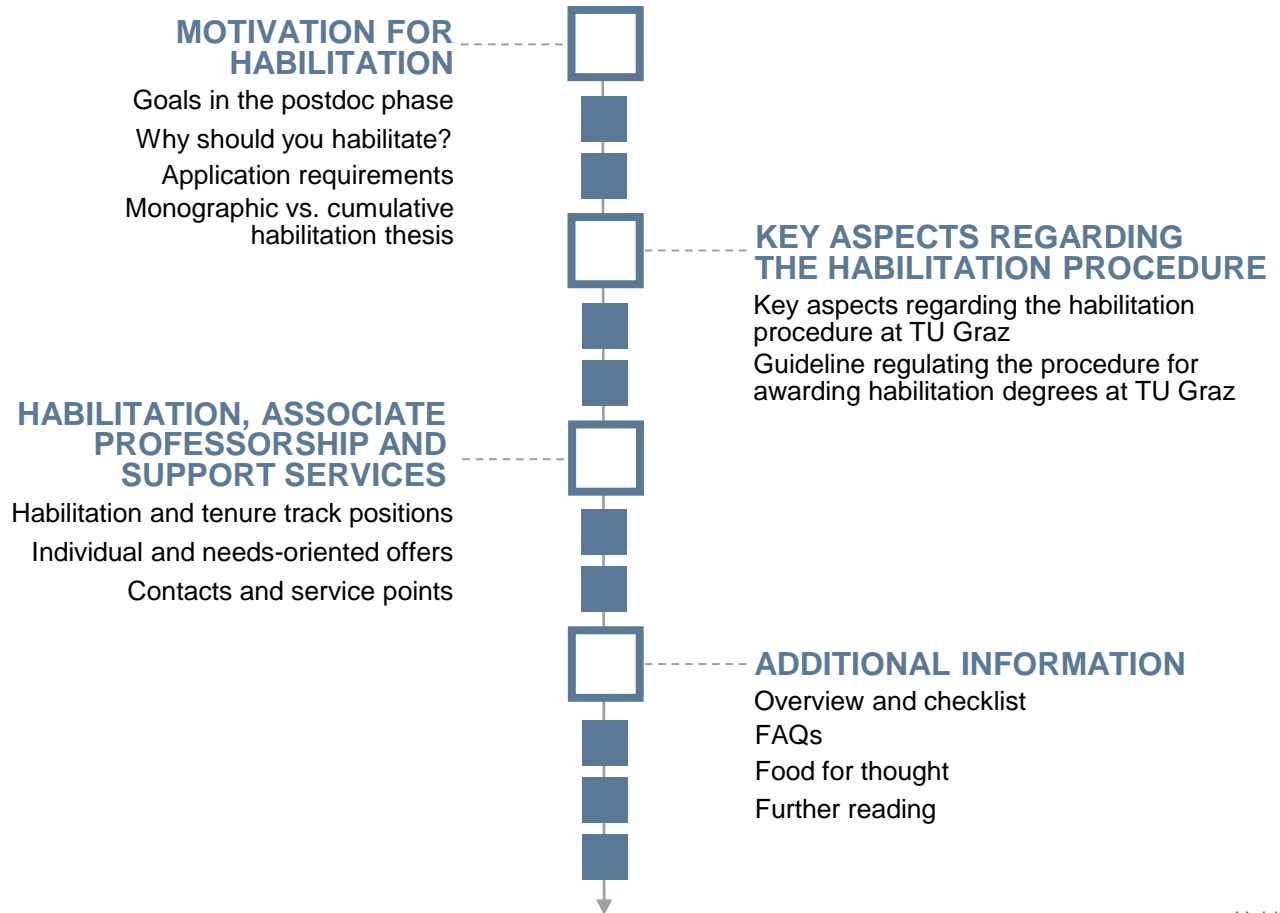 MOTIVATION FOR
HABILITATION
Goals in the postdoc phase
Why should you habilitate?
Application requirements
Monographic vs. cumulative
habilitation thesis
KEY ASPECTS REGARDING
THE HABILITATION PROCEDURE
Key aspects regarding the habilitation
procedure at TU Graz
Guideline regulating the procedure for
awarding habilitation degrees at TU Graz
HABILITATION, ASSOCIATE
PROFESSORSHIP AND
SUPPORT SERVICES
Habilitation and tenure track positions
Individual and needs-oriented offers
Contacts and service points
ADDITIONAL INFORMATION
Overview and checklist
FAQs
Food for thought
Further reading